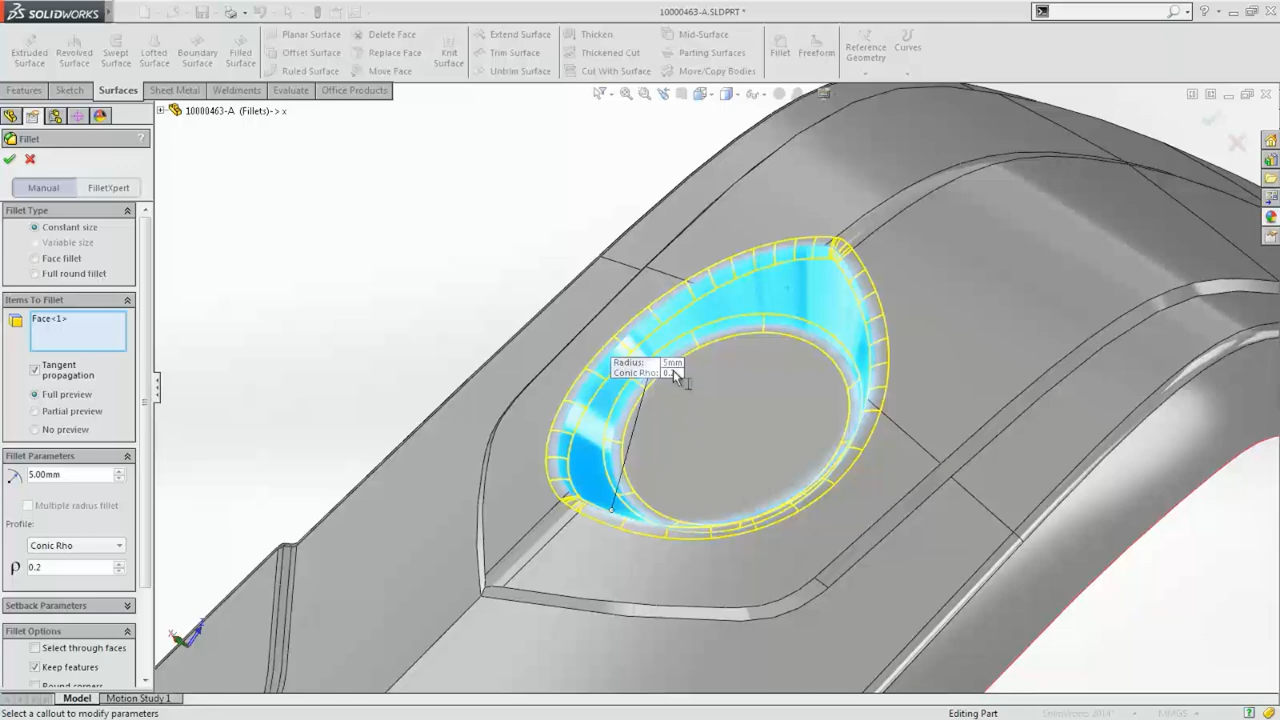 SOLIDWORKS
10000463-A.SLDPRT *
Extruded Surface
Revolved Surface
Swept Surface
Lofted Surface
Boundary Surface
Filled Surface
Planar Surface
Offset Surface
Ruled Surface
Delete Face
Replace Face
Move Face
Knit Surface
Extend Surface
Trim Surface
Untrim Surface
Thicken
Thickened Cut
Cut With Surface
Mid-Surface
Parting Surfaces
Move/Copy Bodies
Fillet
Freeform
Reference Geometry
Curves
Features
Sketch
Surfaces
Sheet Metal
Weldments
Evaluate
Office Products
10000463-A (Fillets)-> x
Fillet
?
Manual
FilletXpert
Fillet Type
Constant size
Variable size
Face fillet
Full round fillet
Items To Fillet
Face<1>
Tangent
propagation
Full preview
Partial preview
No preview
Fillet Parameters
5.00mm
Multiple radius fillet
Profile:
Conic Rho
ρ 0.2
Setback Parameters
Fillet Options
Select through faces
Keep features
Round corners
Radius: 5mm
Conic Rho:
Model
Motion Study 1
Select a callout to modify parameters
Editing Part